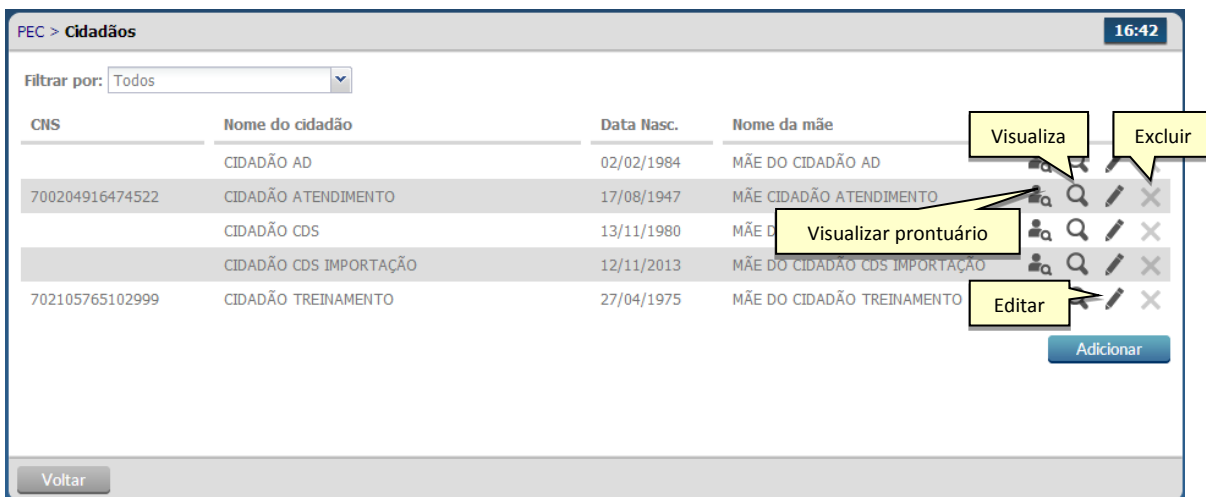 PEC > Cidadãos 16:42
Filtrar por: Todos
CNS Nome do cidadão Data Nasc. Nome da mãe
Visualiza Excluir
CIDADÃO AD 02/02/1984 MÃE DO CIDADÃO AD
700204916474522 CIDADÃO ATENDIMENTO 17/08/1947 MÃE CIDADÃO ATENDIMENTO
CIDADÃO CDS 13/11/1980 MÃE
Visualizar prontuário
CIDADÃO CDS IMPORTAÇÃO 12/11/2013 MÃE DO CIDADÃO CDS IMPORTAÇÃO
702105765102999 CIDADÃO TREINAMENTO 27/04/1975 MÃE DO CIDADÃO TREINAMENTO
Editar
Adicionar
Voltar